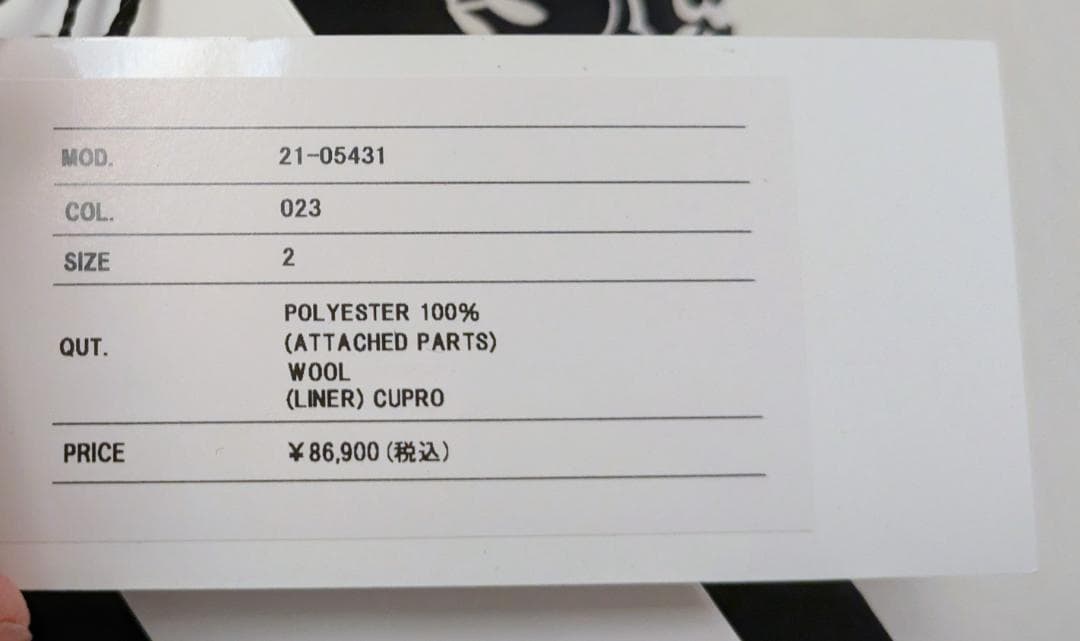 MOD. 21-05431
COL. 023
SIZE 2
QUT. POLYESTER 100%
(ATTACHED PARTS)
WOOL
(LINER) CUPRO
PRICE ¥86,900(税込)